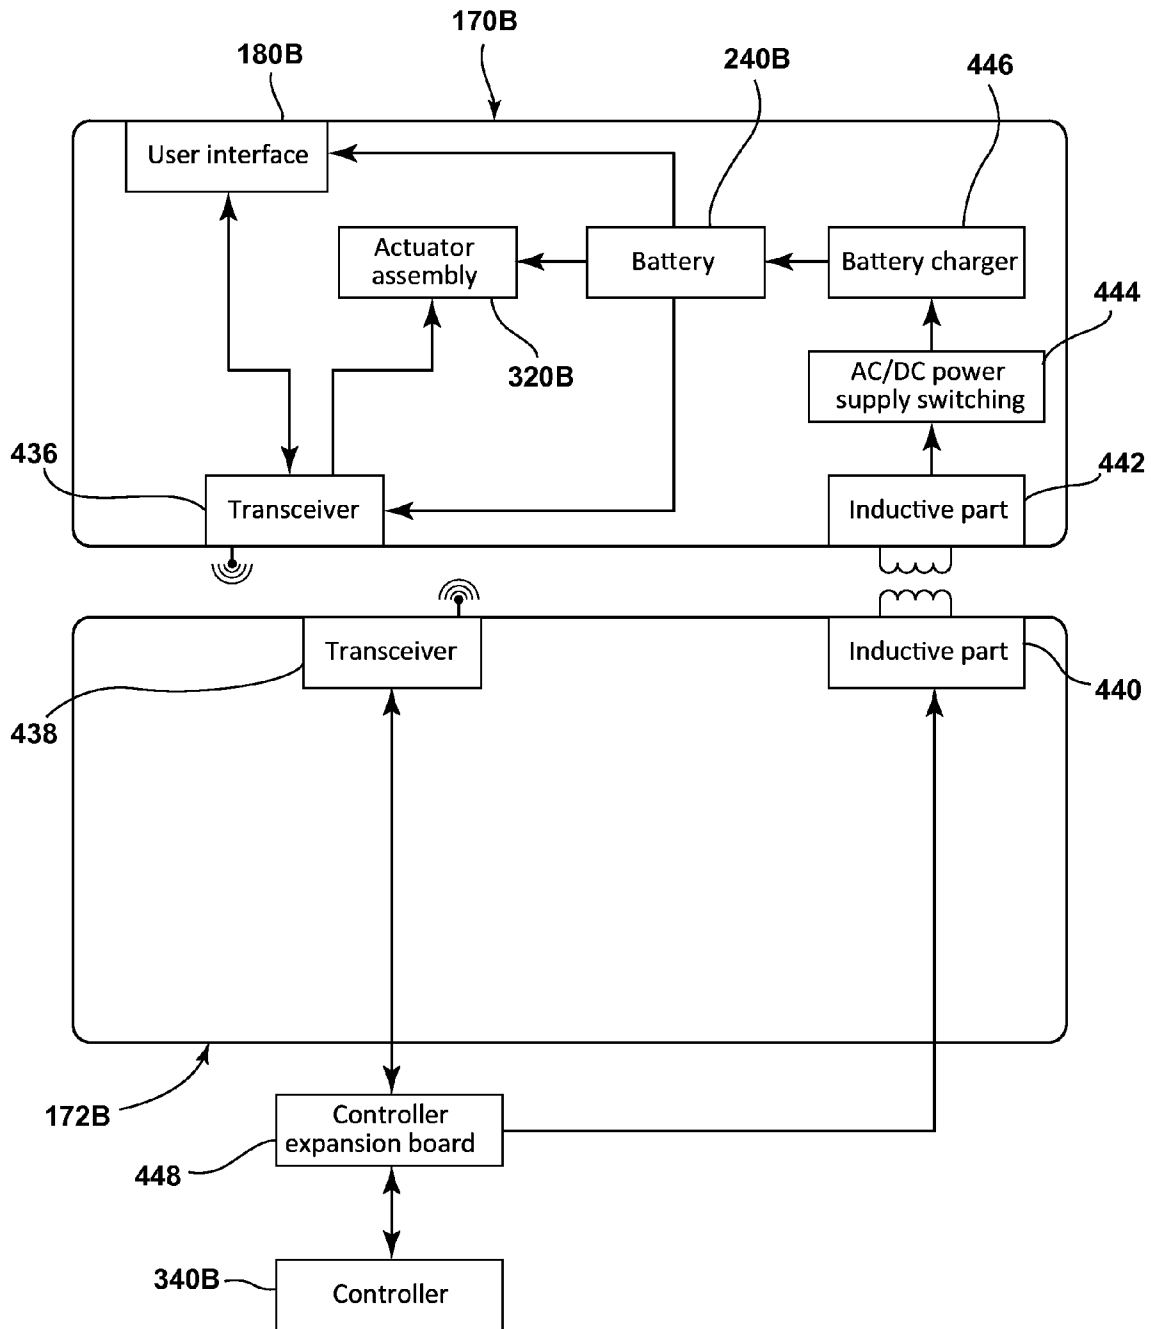 170B
180B
240B
446
User interface
Actuator
assembly
Battery
Battery charger
444
320B
AC/DC power
supply switching
436
442
Transceiver
Inductive part
Transceiver
Inductive part
440
438
172B
Controller
expansion board
448
340B
Controller